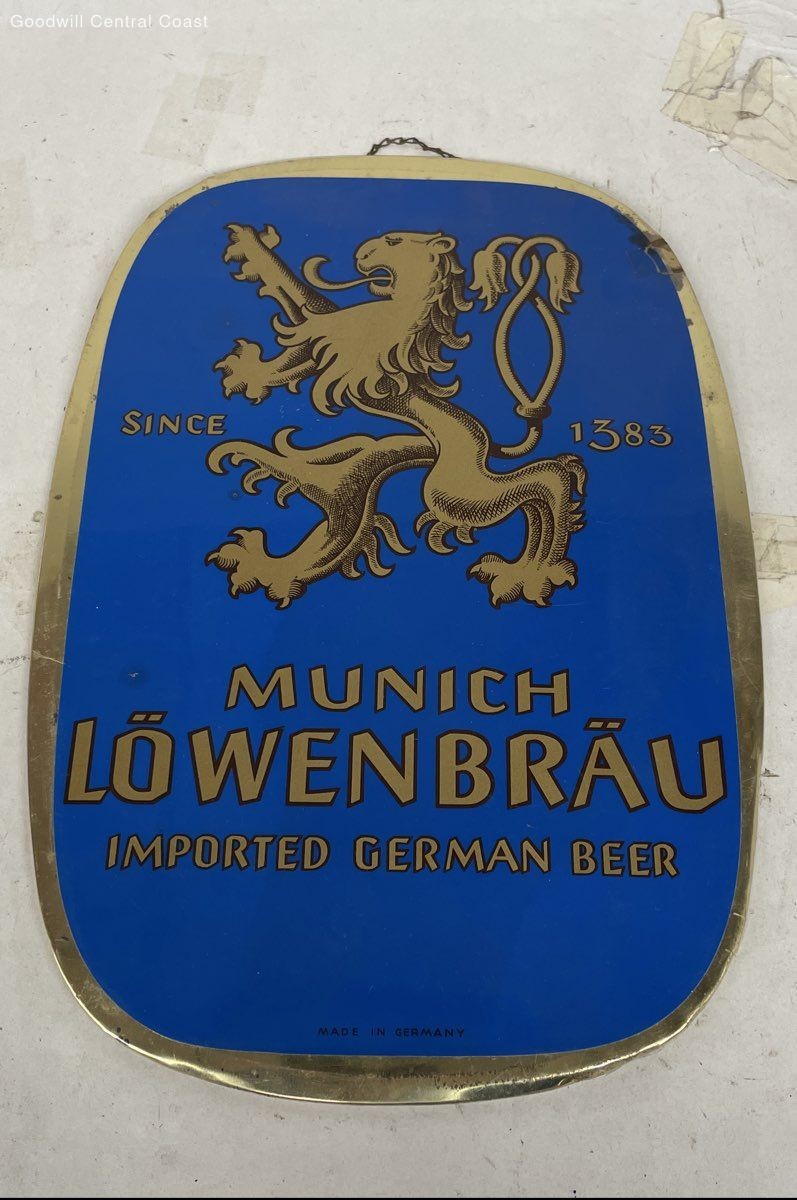 Goodwill Central Coast
SINCE 1383
MUNICH
LÖWENBRÄU
IMPORTED GERMAN BEER
MADE IN GERMANY